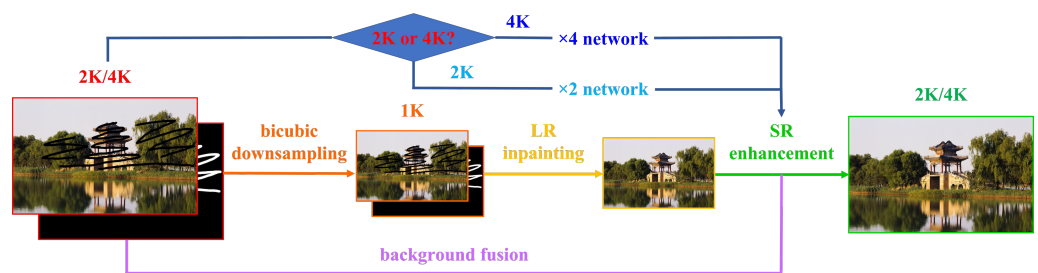 2K or 4K?
4K
×4 network
2K
×2 network
2K/4K
bicubic
downsampling
1K
LR
inpainting
SR
enhancement
2K/4K
background fusion